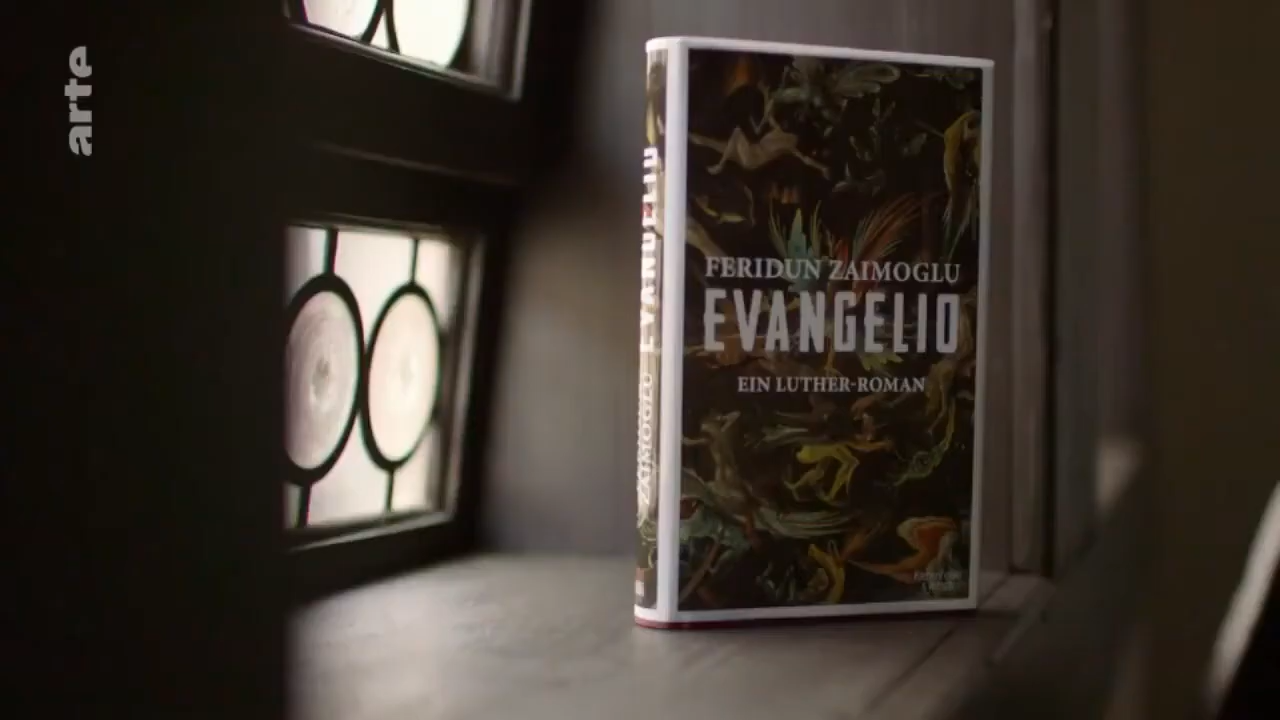 arte
EVANGELIO
ZAIMOGLU
FERIDUN ZAIMOGLU
EVANGELIO
EIN LUTHER-ROMAN